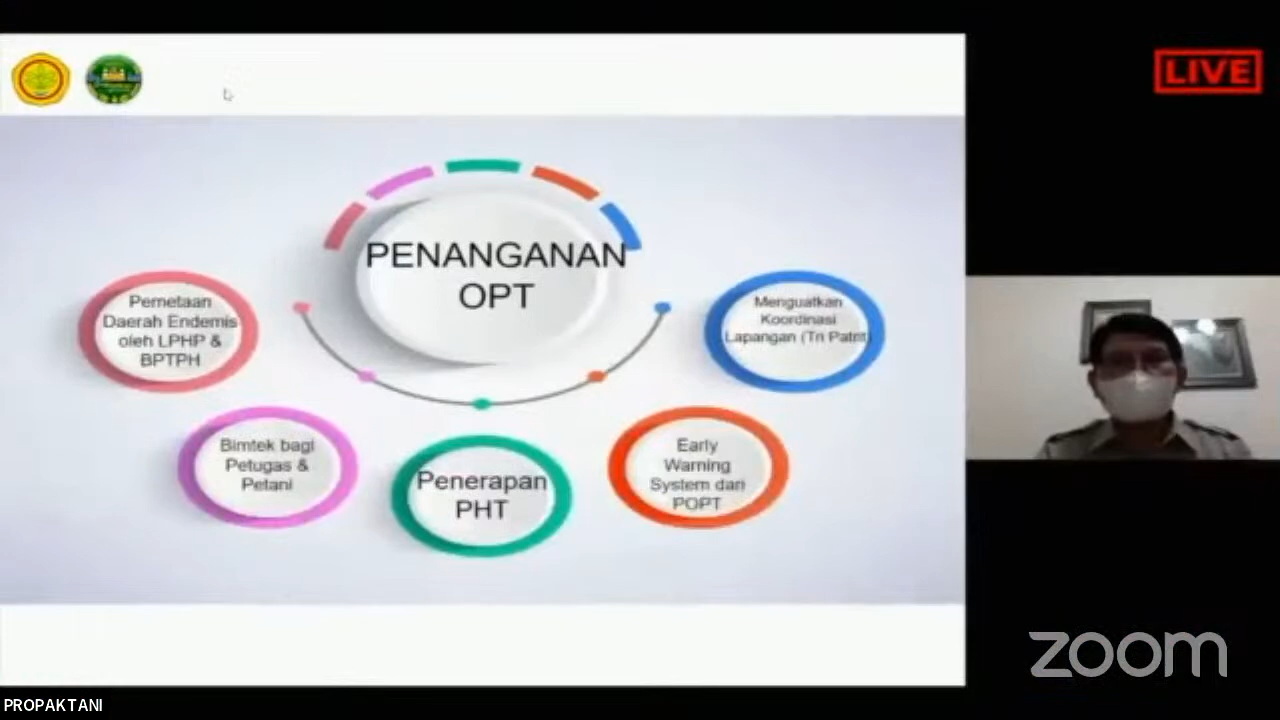 LIVE
PENANGANAN
OPT
Pemetaan
Daerah Endemis
oleh LPHP &
BPTPH
Menguatkan
Koordinasi
Lapangan (Tri Patrit)
Bimtek bagi
Petugas &
Petani
Penerapan
PHT
Early
Warning
System dari
POPT
zoom
PROPAKTANI